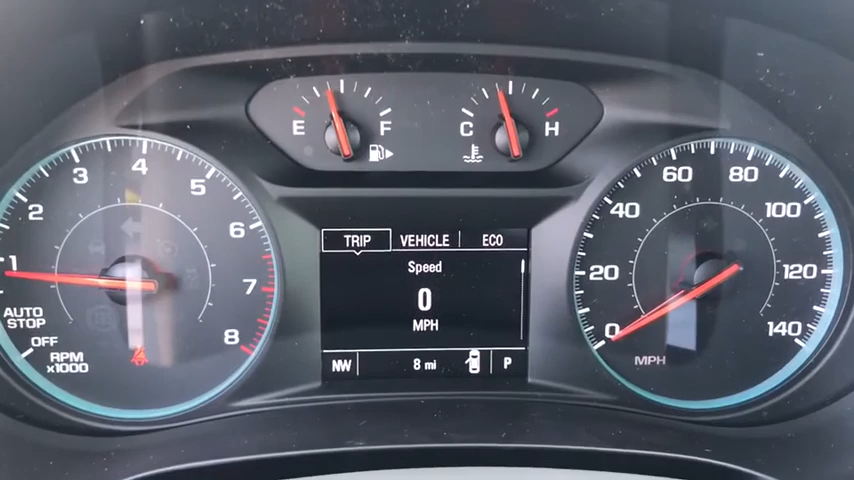 E F
C H
1 2 3 4 5 6 7 8
AUTO
STOP
OFF
RPM
x1000
TRIP VEHICLE ECO
Speed
0
MPH
NW 8 mi P
0 20 40 60 80 100 120 140
MPH